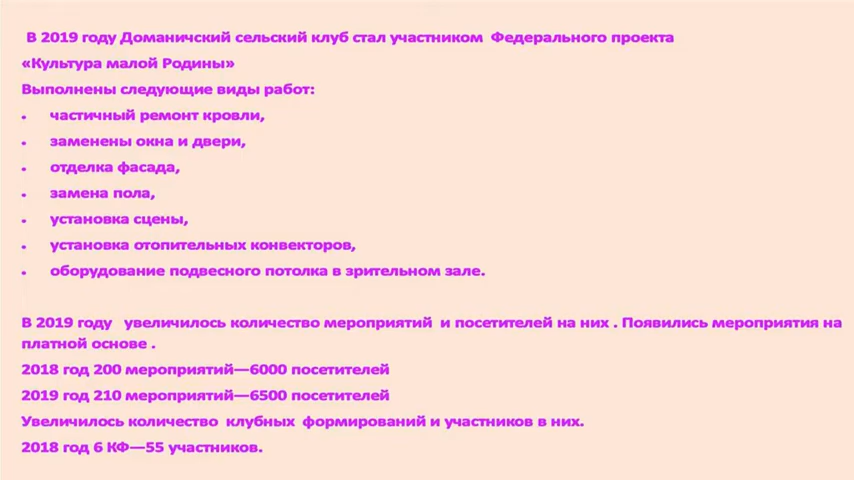 В 2019 году Доманичский сельский клуб стал участником Федерального проекта
«Культура малой Родины»
Выполнены следующие виды работ:
• частичный ремонт кровли,
• заменены окна и двери,
• отделка фасада,
• замена пола,
• установка сцены,
• установка отопительных конвекторов,
• оборудование подвесного потолка в зрительном зале.
В 2019 году увеличилось количество мероприятий и посетителей на них . Появились мероприятия на
платной основе .
2018 год 200 мероприятий—6000 посетителей
2019 год 210 мероприятий—6500 посетителей
Увеличилось количество клубных формирований и участников в них.
2018 год 6 КФ—55 участников.